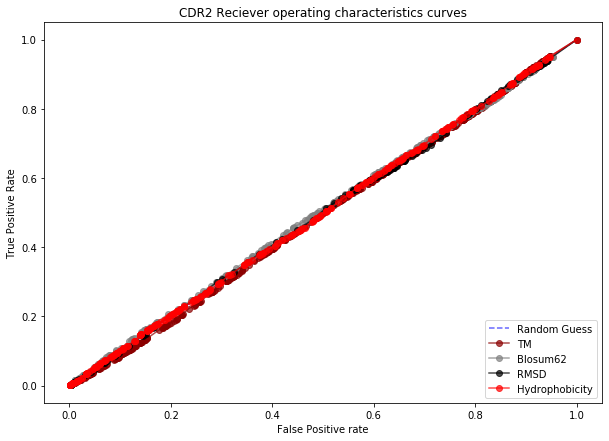 CDR2 Reciever operating characteristics curves
True Positive Rate
1.0
0.8
0.6
0.4
0.2
0.0
0.0 0.2 0.4 0.6 0.8 1.0
False Positive rate
Random Guess
TM
Blosum62
RMSD
Hydrophobicity